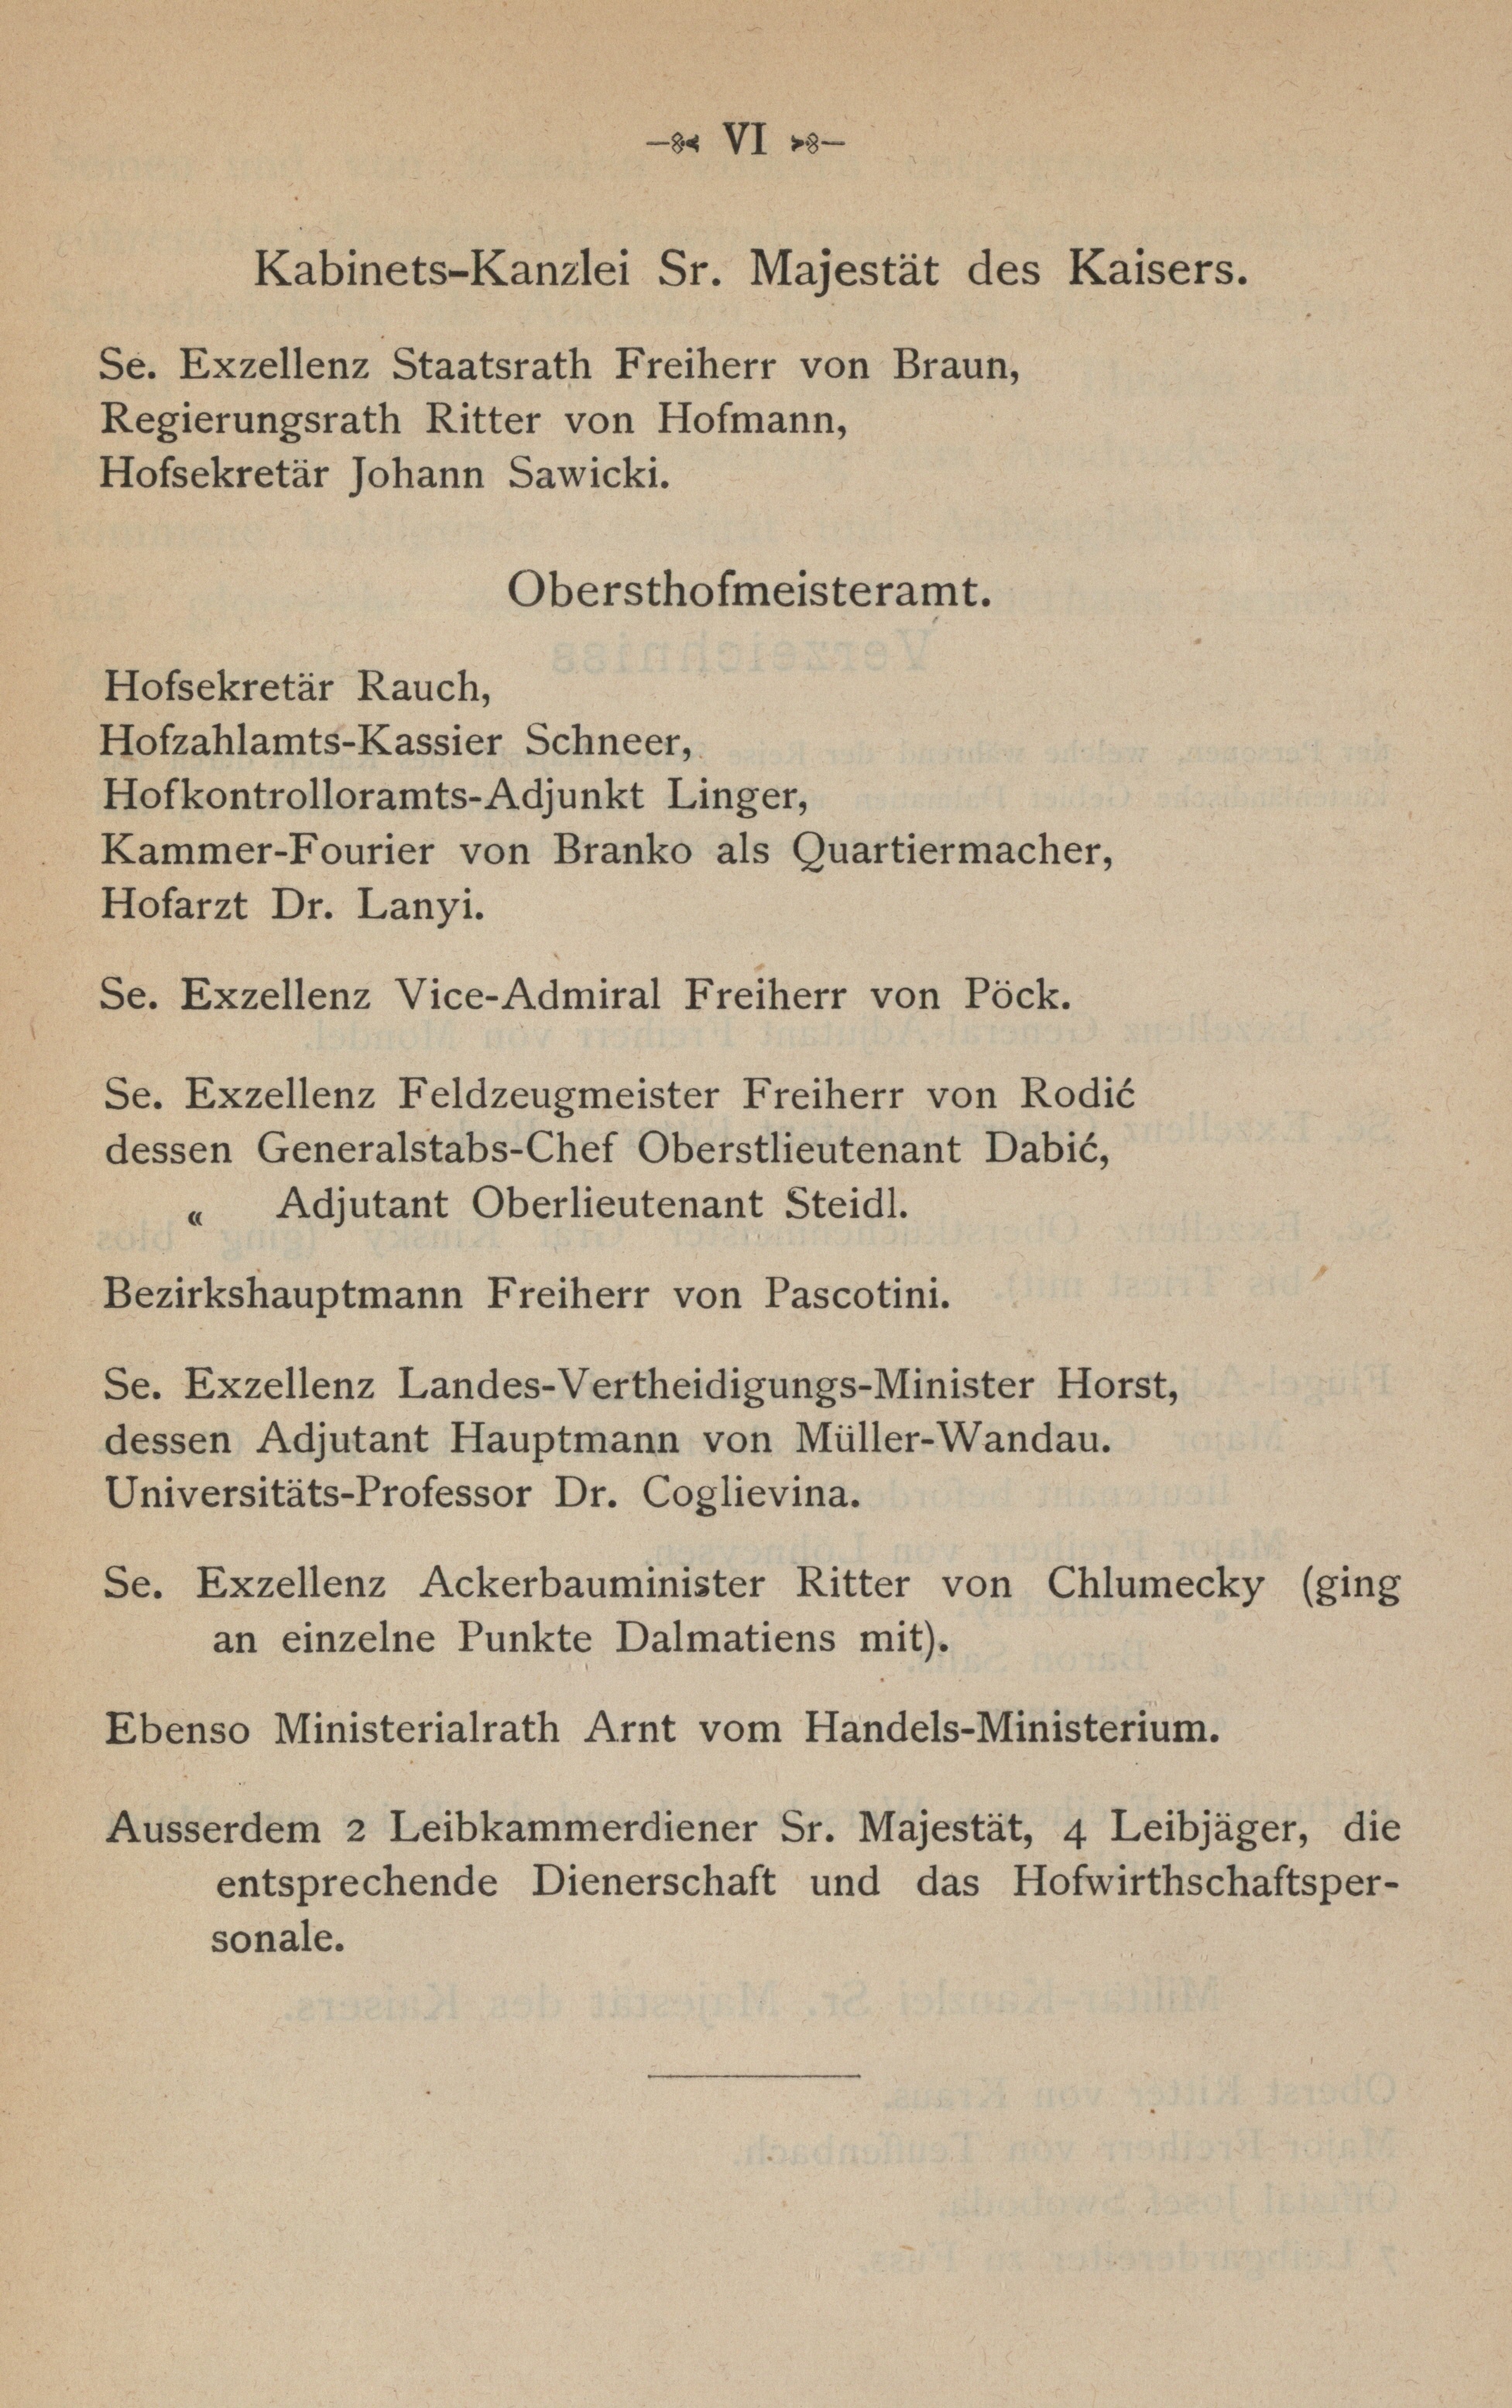 VI
Kabinets-Kanzlei Sr. Majestät des Kaisers.
Se. Exzellenz Staatsrath Freiherr von Braun,
Regierungsrath Ritter von Hofmann,
Hofsekretär Johann Sawicki.
Obersthofmeisteramt.
Hofsekretär Rauch,
Hofzahlamts-Kassier Schneer,
Hofkontrolloramts-Adjunkt Linger,
Kammer-Fourier von Branko als Quartiermacher,
Hofarzt Dr. Lanyi.
Se. Exzellenz Vice-Admiral Freiherr von Pöck.
Se. Exzellenz Feldzeugmeister Freiherr von Rodić
dessen Generalstabs-Chef Oberstlieutenant Dabić,
« Adjutant Oberlieutenant Steidl.
Bezirkshauptmann Freiherr von Pascotini.
Se. Exzellenz Landes-Vertheidigungs-Minister Horst,
dessen Adjutant Hauptmann von Müller-Wandau.
Universitäts-Professor Dr. Coglievina.
Se. Exzellenz Ackerbauminister Ritter von Chlumecky (ging
an einzelne Punkte Dalmatiens mit).
Ebenso Ministerialrath Arnt vom Handels-Ministerium.
Ausserdem 2 Leibkammerdiener Sr. Majestät, 4 Leibjäger, die
entsprechende Dienerschaft und das Hofwirthschaftsper-
sonale.